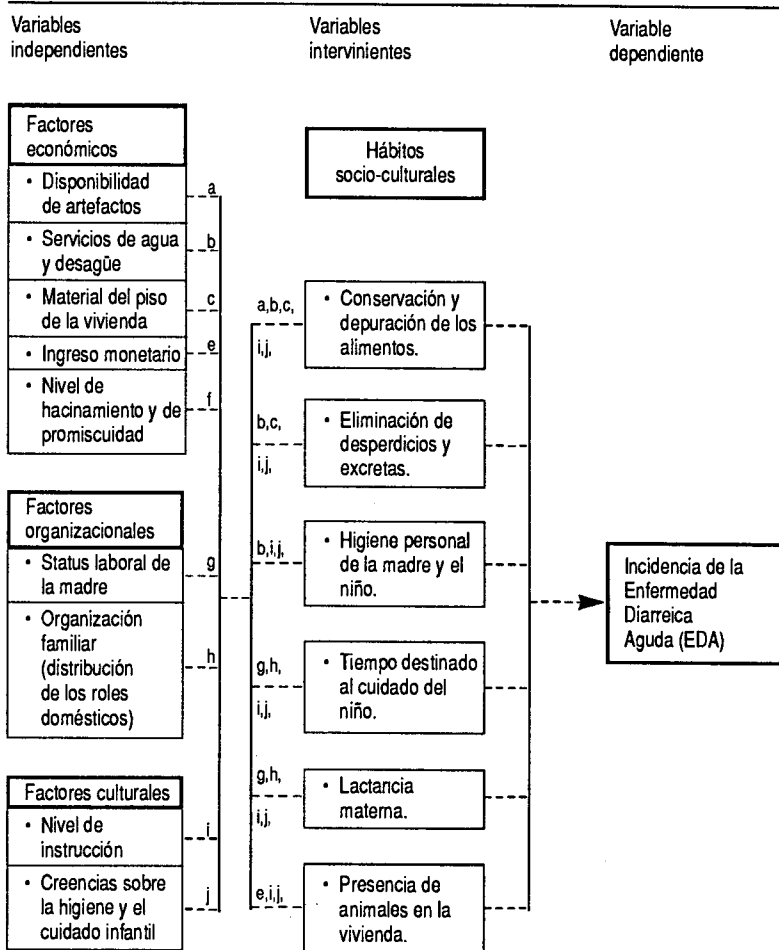 Variables
independientes
Variables
intervinientes
Variable
dependiente
Factores
económicos
• Disponibilidad
de artefactos
a
• Servicios de agua
y desagüe
b
• Material del piso
de la vivienda
c
• Ingreso monetario
e
• Nivel de
hacinamiento y de
promiscuidad
f
Factores
organizacionales
• Status laboral de
la madre
g
• Organización
familiar
(distribución
de los roles
domésticos)
h
Factores culturales
• Nivel de
instrucción
i
• Creencias sobre
la higiene y el
cuidado infantil
j
Hábitos
socio-culturales
a,b,c,
i,j,
• Conservación y
depuración de los
alimentos.
b,c,
i,j,
• Eliminación de
desperdicios y
excretas.
b,i,j,
• Higiene personal
de la madre y el
niño.
g,h,
i,j,
• Tiempo destinado
al cuidado del
niño.
g,h,
i,j,
• Lactancia
materna.
e,i,j,
• Presencia de
animales en la
vivienda.
Incidencia de la
Enfermedad
Diarreica
Aguda (EDA)